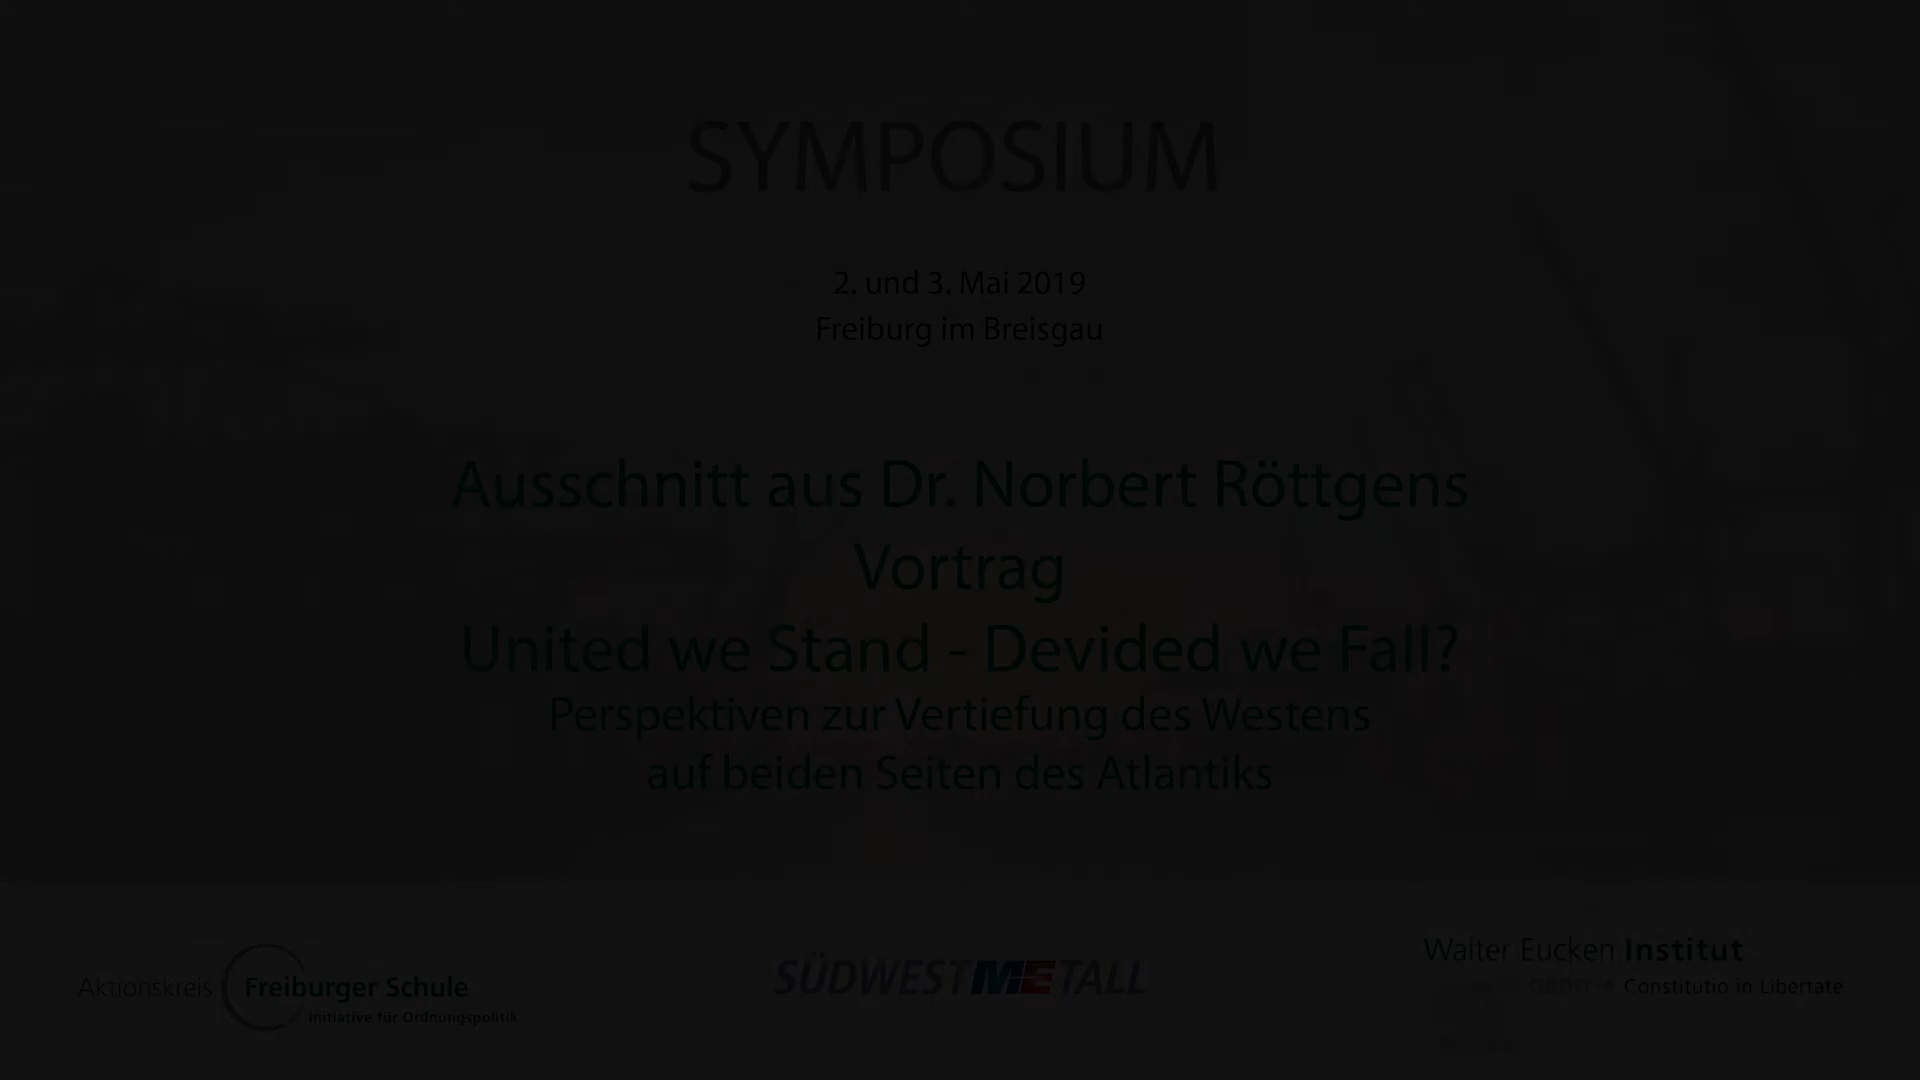 SYMPOSIUM
2. und 3. Mai 2019
Freiburg im Breisgau
Ausschnitt aus Dr. Norbert Röttgens
Vortrag
United we Stand - Devided we Fall?
Perspektiven zur Vertiefung des Westens
auf beiden Seiten des Atlantiks
Aktionskreis Freiburger Schule
Initiative für Ordnungspolitik
SÜDWESTMETALL
Walter Eucken Institut
ORDO Constitutio in Libertate